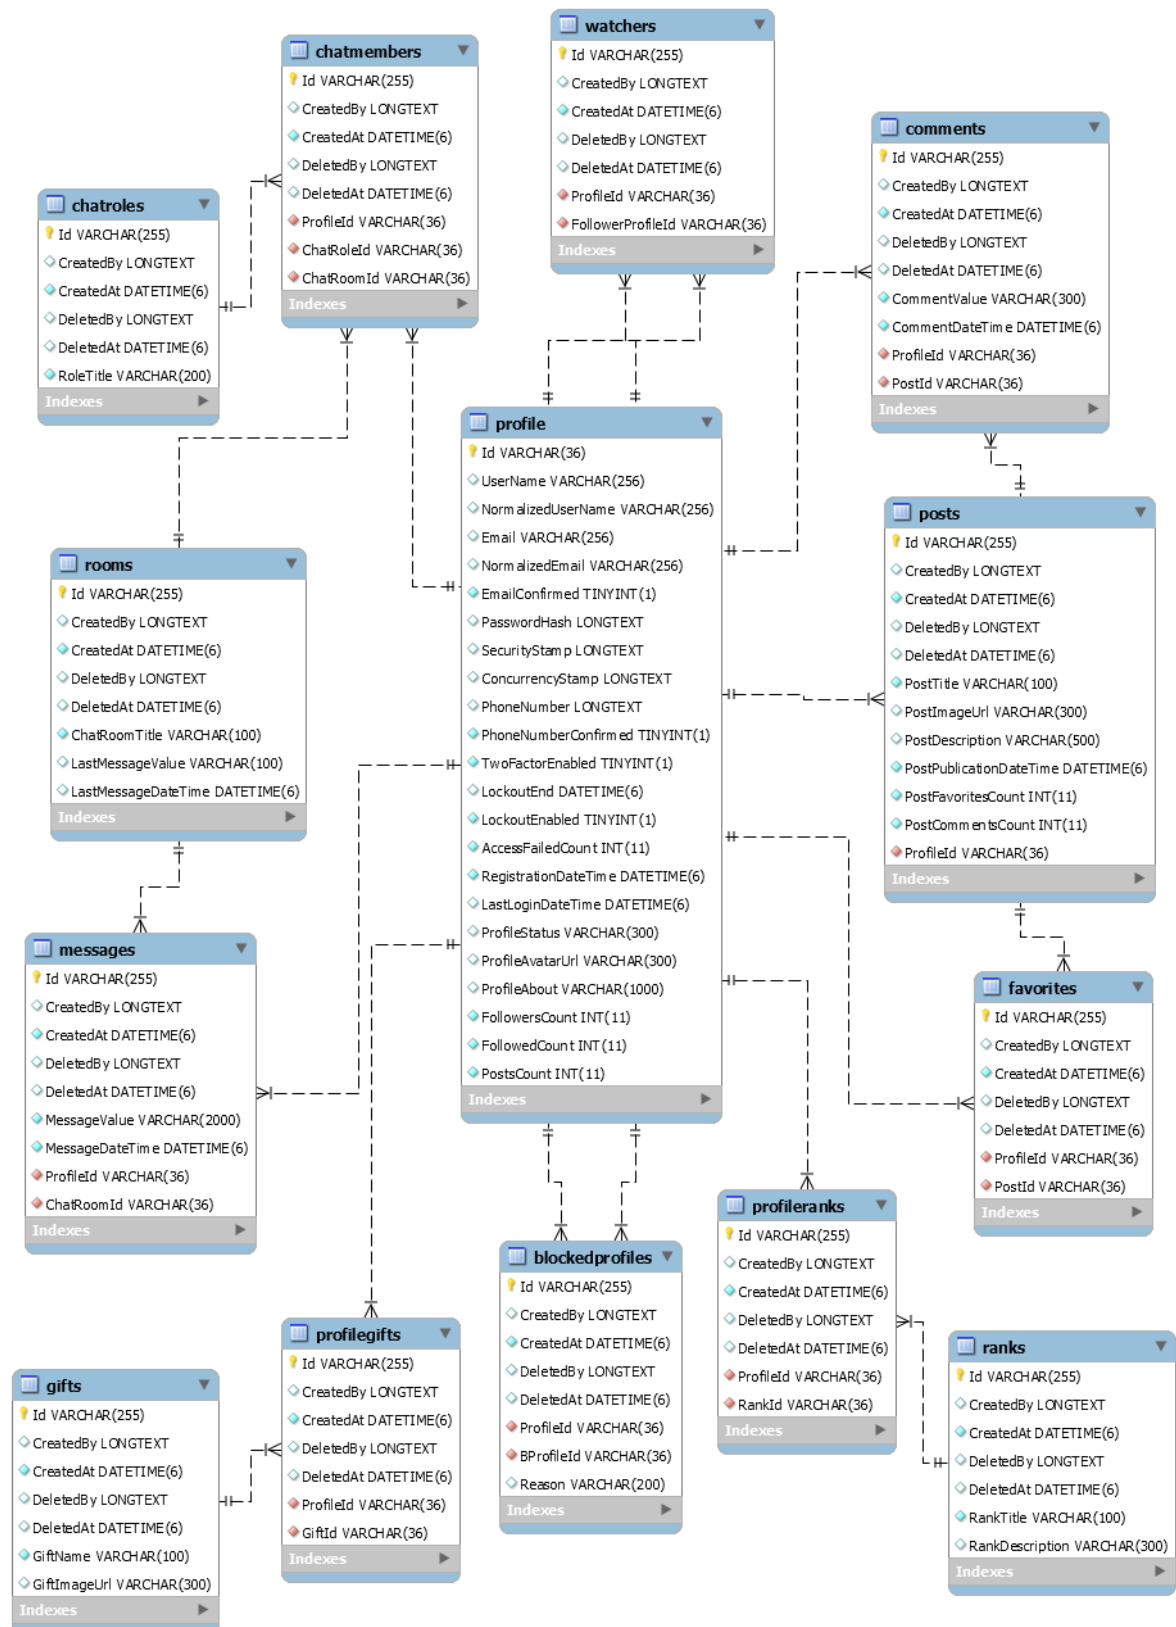 watchers
Id VARCHAR(255)
CreatedBy LONGTEXT
CreatedAt DATETIME(6)
DeletedBy LONGTEXT
DeletedAt DATETIME(6)
ProfileId VARCHAR(36)
FollowerProfileId VARCHAR(36)
Indexes
chatmembers
Id VARCHAR(255)
CreatedBy LONGTEXT
CreatedAt DATETIME(6)
DeletedBy LONGTEXT
DeletedAt DATETIME(6)
ProfileId VARCHAR(36)
ChatRoleId VARCHAR(36)
ChatRoomId VARCHAR(36)
Indexes
comments
Id VARCHAR(255)
CreatedBy LONGTEXT
CreatedAt DATETIME(6)
DeletedBy LONGTEXT
DeletedAt DATETIME(6)
CommentValue VARCHAR(300)
CommentDateTime DATETIME(6)
ProfileId VARCHAR(36)
PostId VARCHAR(36)
Indexes
chatroles
Id VARCHAR(255)
CreatedBy LONGTEXT
CreatedAt DATETIME(6)
DeletedBy LONGTEXT
DeletedAt DATETIME(6)
RoleTitle VARCHAR(200)
Indexes
profile
Id VARCHAR(36)
UserName VARCHAR(256)
NormalizedUserName VARCHAR(256)
Email VARCHAR(256)
NormalizedEmail VARCHAR(256)
EmailConfirmed TINYINT(1)
PasswordHash LONGTEXT
SecurityStamp LONGTEXT
ConcurrencyStamp LONGTEXT
PhoneNumber LONGTEXT
PhoneNumberConfirmed TINYINT(1)
TwoFactorEnabled TINYINT(1)
LockoutEnd DATETIME(6)
LockoutEnabled TINYINT(1)
AccessFailedCount INT(11)
RegistrationDateTime DATETIME(6)
LastLoginDateTime DATETIME(6)
ProfileStatus VARCHAR(300)
ProfileAvatarUrl VARCHAR(300)
ProfileAbout VARCHAR(1000)
FollowersCount INT(11)
FollowedCount INT(11)
PostsCount INT(11)
Indexes
posts
Id VARCHAR(255)
CreatedBy LONGTEXT
CreatedAt DATETIME(6)
DeletedBy LONGTEXT
DeletedAt DATETIME(6)
PostTitle VARCHAR(100)
PostImageUrl VARCHAR(300)
PostDescription VARCHAR(500)
PostPublicationDateTime DATETIME(6)
PostFavoritesCount INT(11)
PostCommentsCount INT(11)
ProfileId VARCHAR(36)
Indexes
rooms
Id VARCHAR(255)
CreatedBy LONGTEXT
CreatedAt DATETIME(6)
DeletedBy LONGTEXT
DeletedAt DATETIME(6)
ChatRoomTitle VARCHAR(100)
LastMessageValue VARCHAR(100)
LastMessageDateTime DATETIME(6)
Indexes
messages
Id VARCHAR(255)
CreatedBy LONGTEXT
CreatedAt DATETIME(6)
DeletedBy LONGTEXT
DeletedAt DATETIME(6)
MessageValue VARCHAR(2000)
MessageDateTime DATETIME(6)
ProfileId VARCHAR(36)
ChatRoomId VARCHAR(36)
Indexes
favorites
Id VARCHAR(255)
CreatedBy LONGTEXT
CreatedAt DATETIME(6)
DeletedBy LONGTEXT
DeletedAt DATETIME(6)
ProfileId VARCHAR(36)
PostId VARCHAR(36)
Indexes
profileranks
Id VARCHAR(255)
CreatedBy LONGTEXT
CreatedAt DATETIME(6)
DeletedBy LONGTEXT
DeletedAt DATETIME(6)
ProfileId VARCHAR(36)
RankId VARCHAR(36)
Indexes
blockedprofiles
Id VARCHAR(255)
CreatedBy LONGTEXT
CreatedAt DATETIME(6)
DeletedBy LONGTEXT
DeletedAt DATETIME(6)
ProfileId VARCHAR(36)
BProfileId VARCHAR(36)
Reason VARCHAR(200)
Indexes
profilegifts
Id VARCHAR(255)
CreatedBy LONGTEXT
CreatedAt DATETIME(6)
DeletedBy LONGTEXT
DeletedAt DATETIME(6)
ProfileId VARCHAR(36)
GiftId VARCHAR(36)
Indexes
ranks
Id VARCHAR(255)
CreatedBy LONGTEXT
CreatedAt DATETIME(6)
DeletedBy LONGTEXT
DeletedAt DATETIME(6)
RankTitle VARCHAR(100)
RankDescription VARCHAR(300)
Indexes
gifts
Id VARCHAR(255)
CreatedBy LONGTEXT
CreatedAt DATETIME(6)
DeletedBy LONGTEXT
DeletedAt DATETIME(6)
GiftName VARCHAR(100)
GiftImageUrl VARCHAR(300)
Indexes